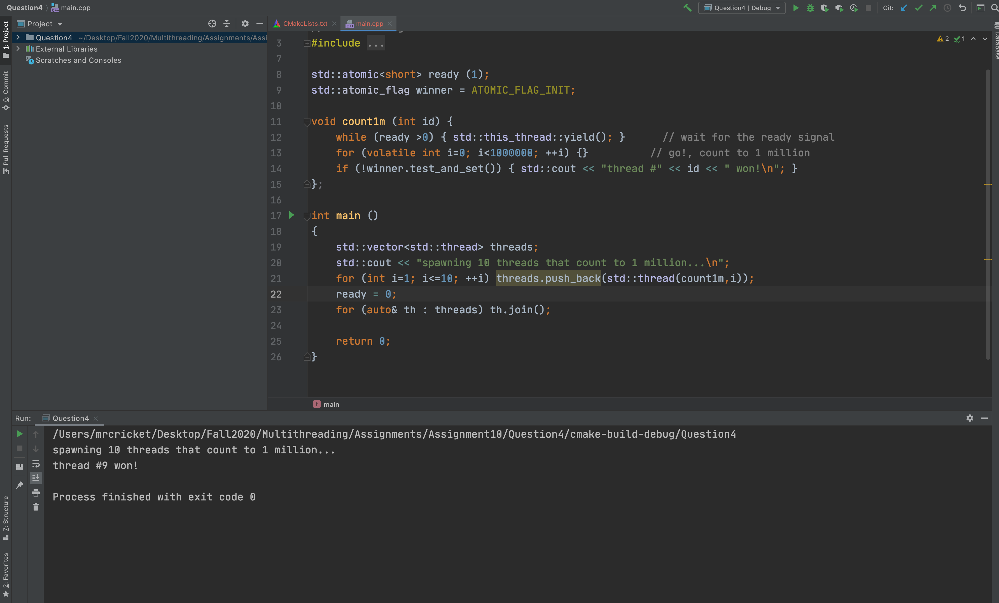 Question4 main.cpp
Question4 | Debug
Git:
1: Project
0: Commit
Pull Requests
7: Structure
2: Favorites
Database
Project
Question4 ~/Desktop/Fall2020/Multithreading/Assignments/Assi
External Libraries
Scratches and Consoles
CMakeLists.txt
main.cpp
2 1
3 #include ...
7
8 std::atomic<short> ready (1);
9 std::atomic_flag winner = ATOMIC_FLAG_INIT;
10
11 void count1m (int id) {
12 while (ready >0) { std::this_thread::yield(); } // wait for the ready signal
13 for (volatile int i=0; i<1000000; ++i) {} // go!, count to 1 million
14 if (!winner.test_and_set()) { std::cout << "thread #" << id << " won!\n"; }
15 };
16
17 int main ()
18 {
19 std::vector<std::thread> threads;
20 std::cout << "spawning 10 threads that count to 1 million...\n";
21 for (int i=1; i<=10; ++i) threads.push_back(std::thread(count1m,i));
22 ready = 0;
23 for (auto& th : threads) th.join();
24
25 return 0;
26 }
f main
Run: Question4
/Users/mrcricket/Desktop/Fall2020/Multithreading/Assignments/Assignment10/Question4/cmake-build-debug/Question4
spawning 10 threads that count to 1 million...
thread #9 won!
Process finished with exit code 0